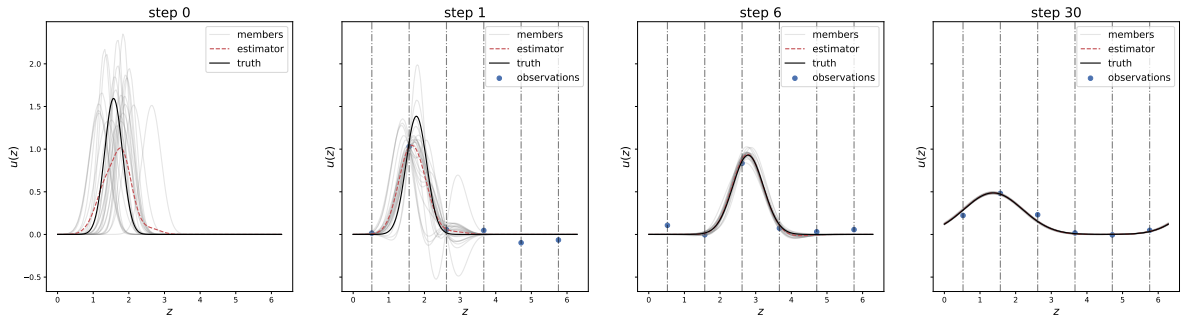 step 0
members
estimator
truth
2.0
1.5
1.0
0.5
0.0
−0.5
u(z)
0 1 2 3 4 5 6
z
step 1
members
estimator
truth
observations
u(z)
0 1 2 3 4 5 6
z
step 6
members
estimator
truth
observations
u(z)
0 1 2 3 4 5 6
z
step 30
members
estimator
truth
observations
u(z)
0 1 2 3 4 5 6
z